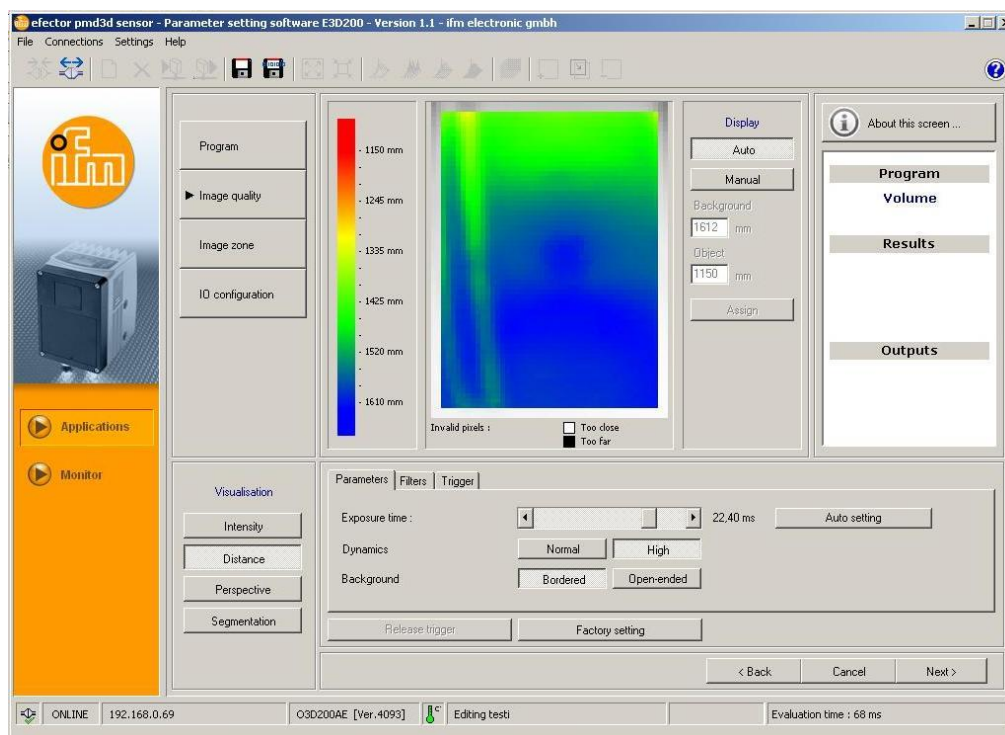 efector pmd3d sensor - Parameter setting software E3D200 - Version 1.1 - ifm electronic gmbh
File Connections Settings Help
ifm
Applications
Monitor
Program
Image quality
Image zone
IO configuration
- 1150 mm
- 1245 mm
- 1335 mm
- 1425 mm
- 1520 mm
- 1610 mm
Invalid pixels :
Too close
Too far
Display
Auto
Manual
Background
1612 mm
Object
1150 mm
Assign
About this screen ...
Program
Volume
Results
Outputs
Visualisation
Intensity
Distance
Perspective
Segmentation
Parameters Filters Trigger
Exposure time : 22,40 ms Auto setting
Dynamics Normal High
Background Bordered Open-ended
Release trigger Factory setting
< Back Cancel Next >
ONLINE 192.168.0.69 O3D200AE [Ver.4093] C° Editing testi Evaluation time : 68 ms